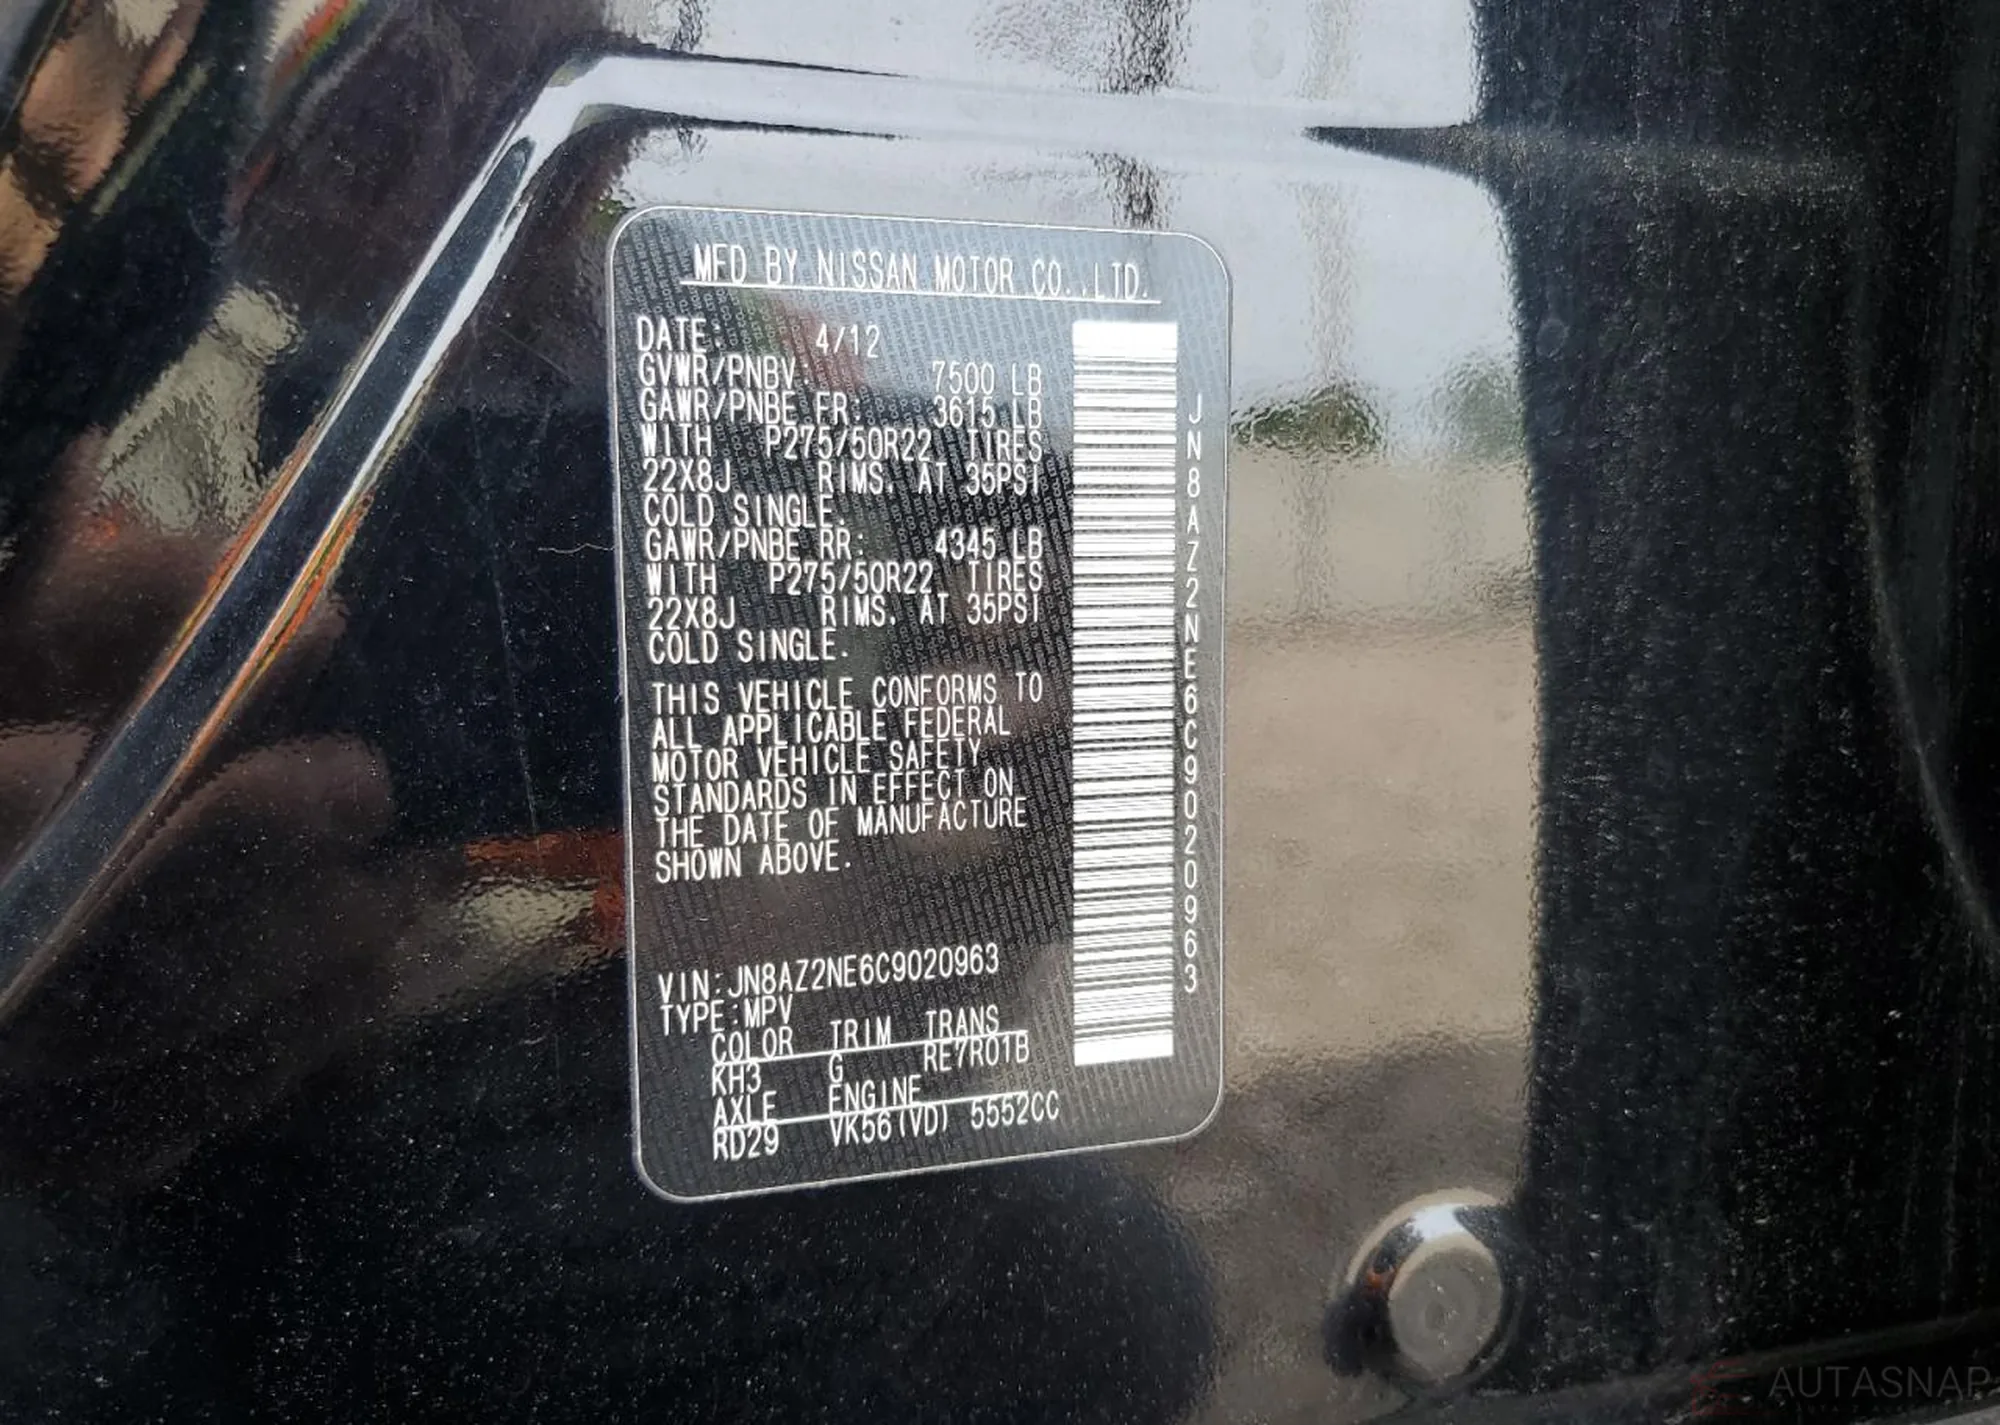 MFD BY NISSAN MOTOR CO.,LTD.
DATE: 4/12
GVWR/PNBV: 7500 LB
GAWR/PNBE FR: 3615 LB
WITH P275/50R22 TIRES
22X8J RIMS, AT 35PSI
COLD SINGLE.
GAWR/PNBE RR: 4345 LB
WITH P275/50R22 TIRES
22X8J RIMS, AT 35PSI
COLD SINGLE.
THIS VEHICLE CONFORMS TO
ALL APPLICABLE FEDERAL
MOTOR VEHICLE SAFETY
STANDARDS IN EFFECT ON
THE DATE OF MANUFACTURE
SHOWN ABOVE.
VIN:JN8AZ2NE6C9020963
TYPE:MPV
COLOR TRIM TRANS
KH3 G RE7R01B
AXLE ENGINE
RD29 VK56(VD) 5552CC
JN8AZ2NE6C9020963
AUTASNAP